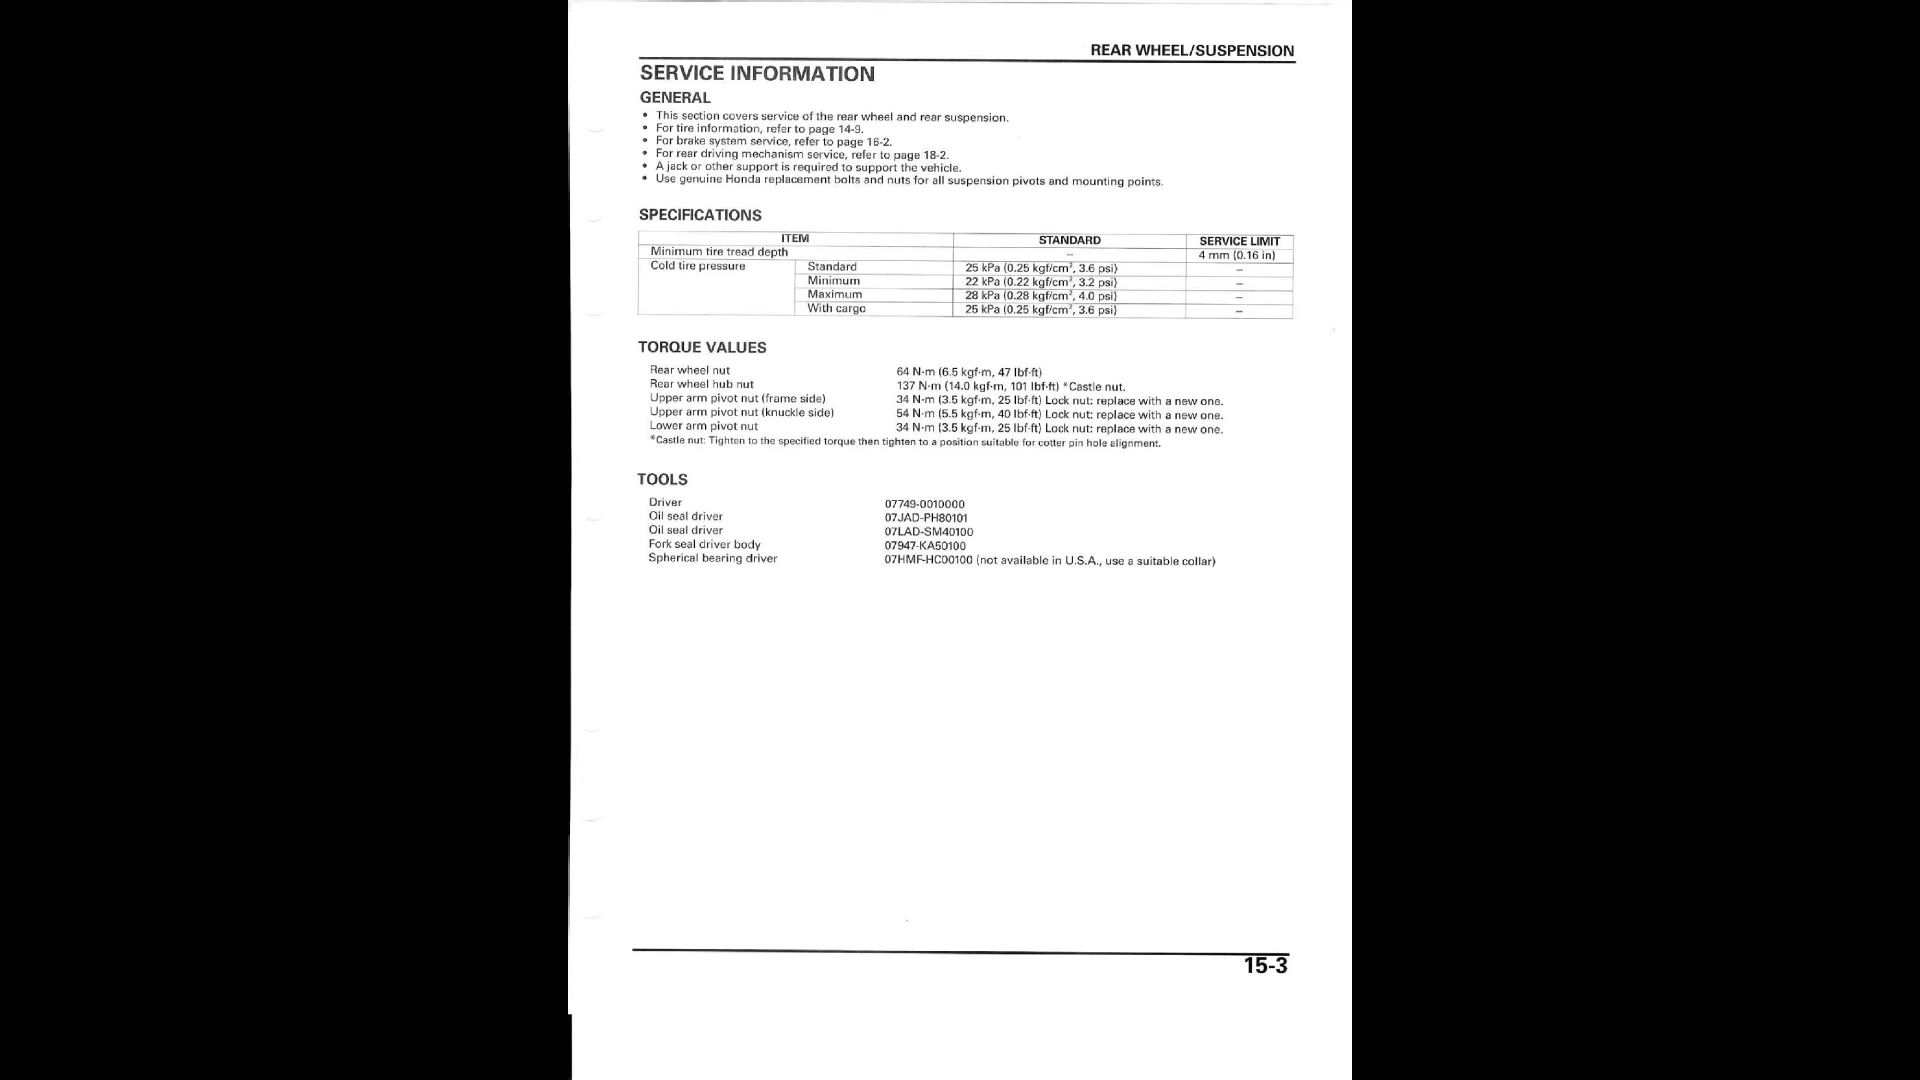 REAR WHEEL/SUSPENSION
SERVICE INFORMATION
GENERAL
• This section covers service of the rear wheel and rear suspension.
• For tire information, refer to page 14-9.
• For brake system service, refer to page 16-2.
• For rear driving mechanism service, refer to page 18-2.
• A jack or other support is required to support the vehicle.
• Use genuine Honda replacement bolts and nuts for all suspension pivots and mounting points.
SPECIFICATIONS
ITEM STANDARD SERVICE LIMIT
Minimum tire tread depth – 4 mm (0.16 in)
Cold tire pressure Standard 25 kPa (0.25 kgf/cm², 3.6 psi) –
Minimum 22 kPa (0.22 kgf/cm², 3.2 psi) –
Maximum 28 kPa (0.28 kgf/cm², 4.0 psi) –
With cargo 25 kPa (0.25 kgf/cm², 3.6 psi) –
TORQUE VALUES
Rear wheel nut 64 N·m (6.5 kgf·m, 47 lbf·ft)
Rear wheel hub nut 137 N·m (14.0 kgf·m, 101 lbf·ft) *Castle nut.
Upper arm pivot nut (frame side) 34 N·m (3.5 kgf·m, 25 lbf·ft) Lock nut: replace with a new one.
Upper arm pivot nut (knuckle side) 54 N·m (5.5 kgf·m, 40 lbf·ft) Lock nut: replace with a new one.
Lower arm pivot nut 34 N·m (3.5 kgf·m, 25 lbf·ft) Lock nut: replace with a new one.
*Castle nut: Tighten to the specified torque then tighten to a position suitable for cotter pin hole alignment.
TOOLS
Driver 07749-0010000
Oil seal driver 07JAD-PH80101
Oil seal driver 07LAD-SM40100
Fork seal driver body 07947-KA50100
Spherical bearing driver 07HMF-HC00100 (not available in U.S.A., use a suitable collar)
15-3